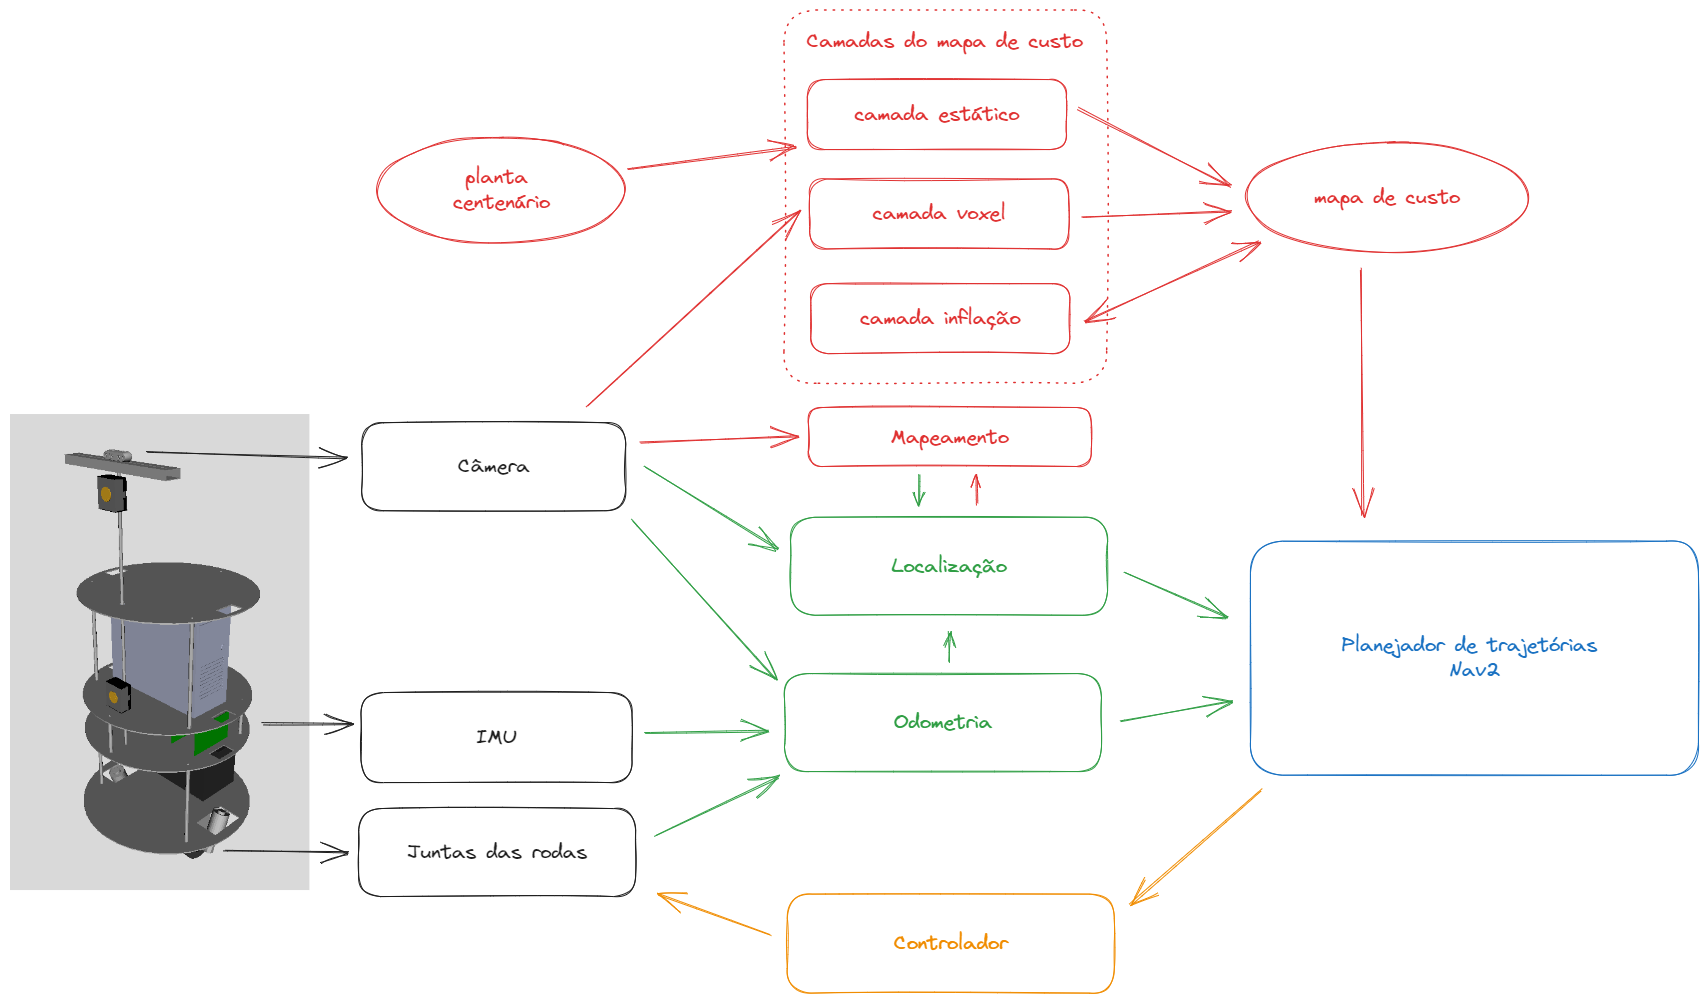 Camadas do mapa de custo
camada estático
planta
centenário
mapa de custo
camada voxel
camada inflação
Mapeamento
Câmera
Localização
Planejador de trajetórias
Nav2
Odometria
IMU
Juntas das rodas
Controlador